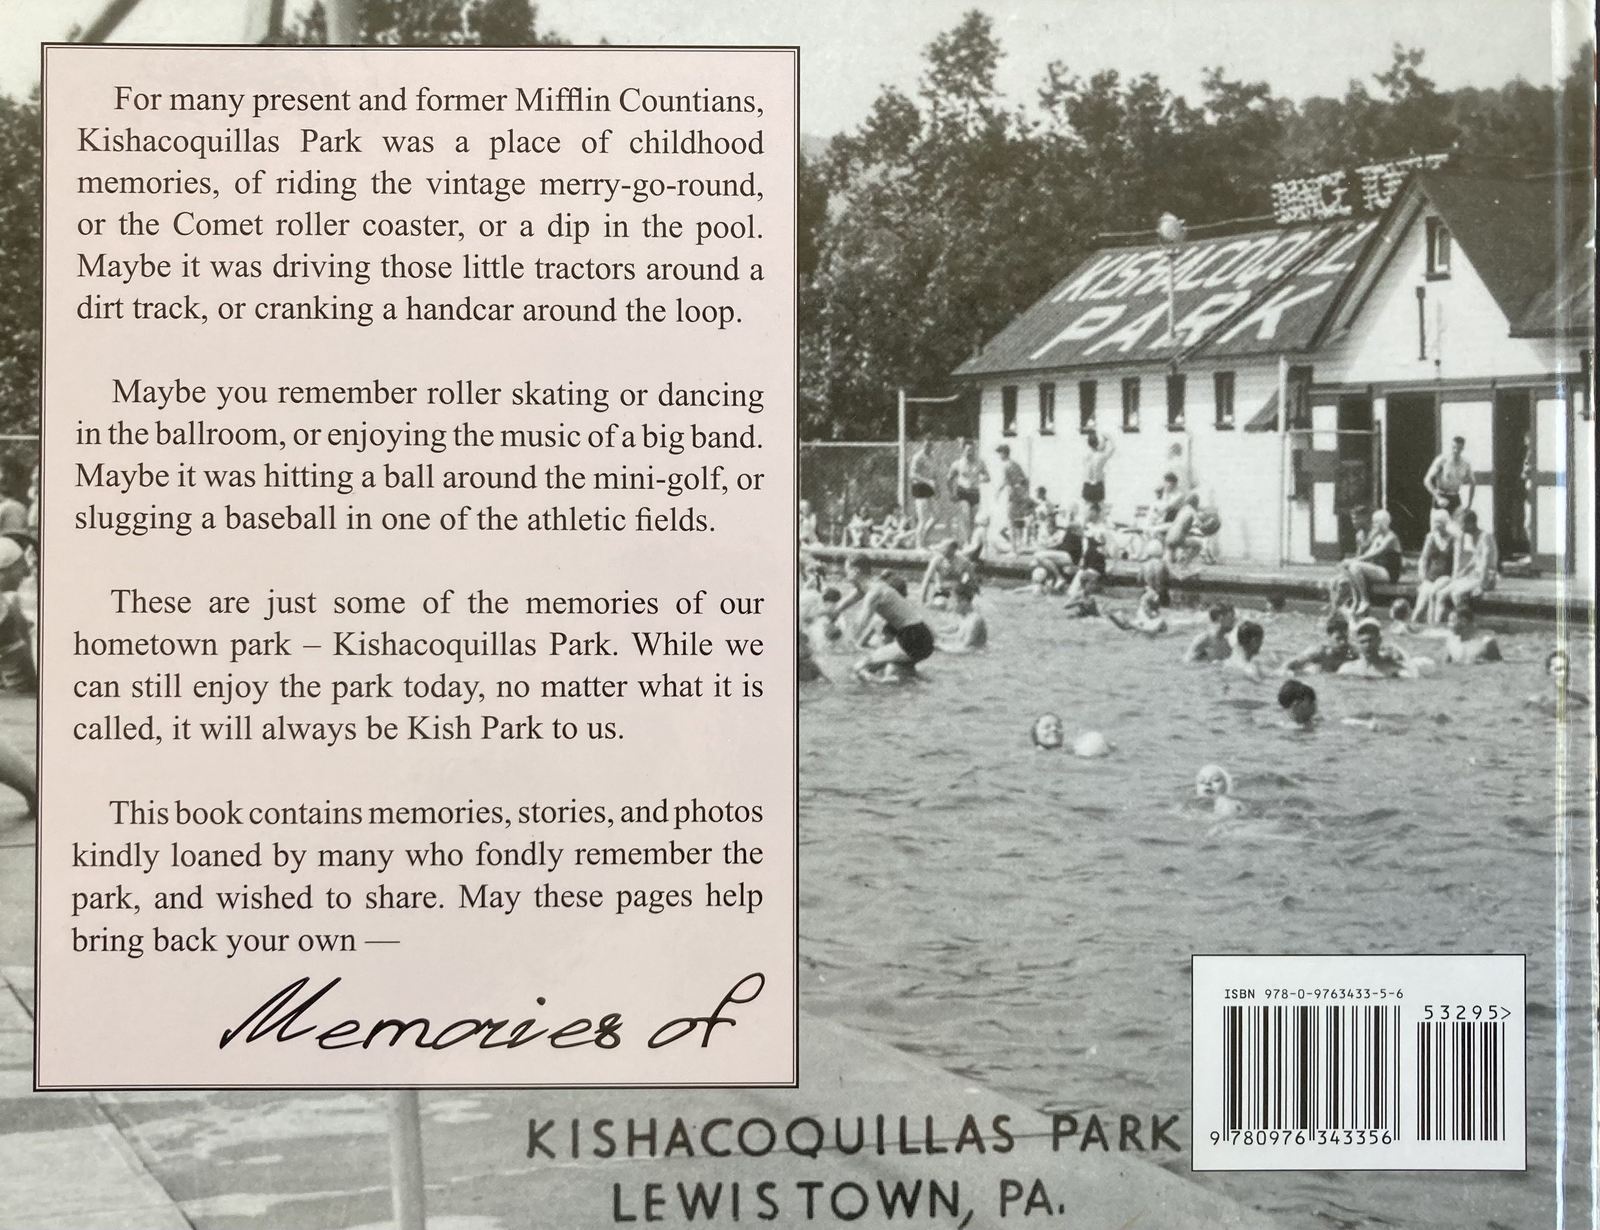 For many present and former Mifflin Countians,
Kishacoquillas Park was a place of childhood
memories, of riding the vintage merry-go-round,
or the Comet roller coaster, or a dip in the pool.
Maybe it was driving those little tractors around a
dirt track, or cranking a handcar around the loop.
Maybe you remember roller skating or dancing
in the ballroom, or enjoying the music of a big band.
Maybe it was hitting a ball around the mini-golf, or
slugging a baseball in one of the athletic fields.
These are just some of the memories of our
hometown park – Kishacoquillas Park. While we
can still enjoy the park today, no matter what it is
called, it will always be Kish Park to us.
This book contains memories, stories, and photos
kindly loaned by many who fondly remember the
park, and wished to share. May these pages help
bring back your own —
Memories of
KISHACOQUILLAS PARK
LEWISTOWN, PA.
PARK
ISBN 978-0-9763433-5-6
53295>
9 780976 343356